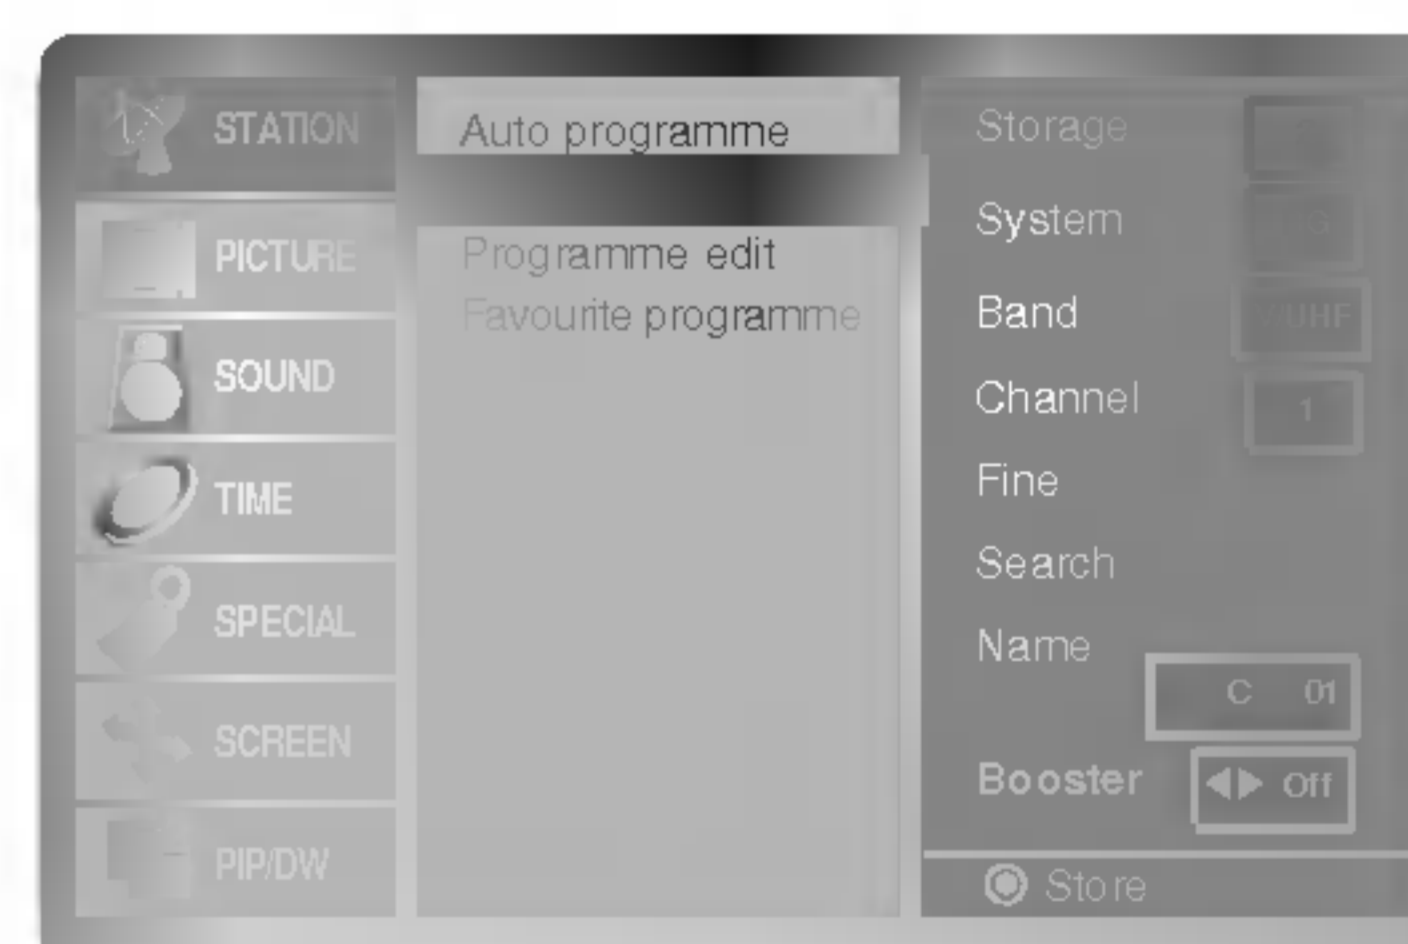 STATION
PICTURE
SOUND
TIME
SPECIAL
SCREEN
PIP/DW
Auto programme
Programme edit
Favourite programme
Storage
System
Band V/UHF
Channel 1
Fine
Search
Name
C 01
Booster ◀▶ Off
Store